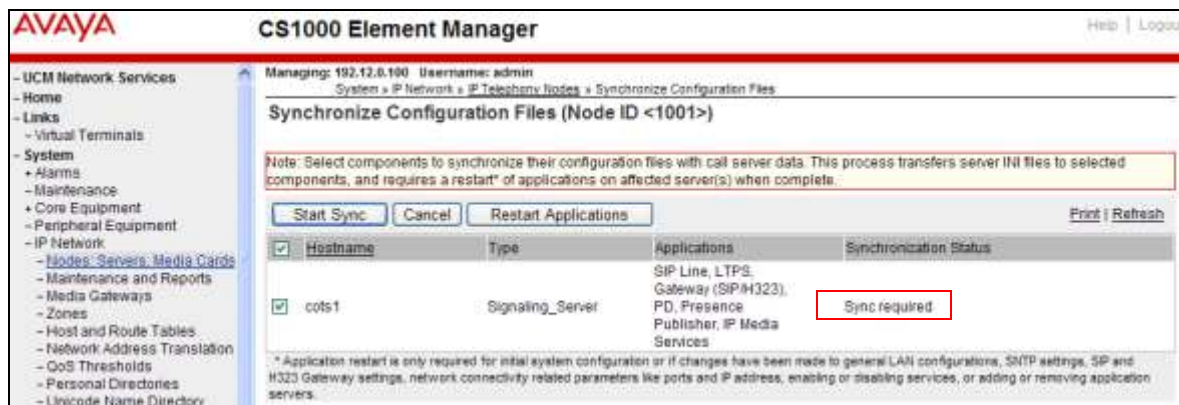 AVAYA
CS1000 Element Manager
Help | Logou
- UCM Network Services
- Home
- Links
- Virtual Terminals
- System
+ Alarms
- Maintenance
+ Core Equipment
- Peripheral Equipment
- IP Network
- Nodes: Servers, Media Cards
- Maintenance and Reports
- Media Gateways
- Zones
- Host and Route Tables
- Network Address Translation
- QoS Thresholds
- Personal Directories
- Unicode Name Directory
Managing: 192.12.0.100 Username: admin
System » IP Network » IP Telephony Nodes » Synchronize Configuration Files
Synchronize Configuration Files (Node ID <1001>)
Note: Select components to synchronize their configuration files with call server data. This process transfers server INI files to selected
components, and requires a restart* of applications on affected server(s) when complete.
Start Sync Cancel Restart Applications Print | Refresh
Hostname Type Applications Synchronization Status
cots1 Signaling_Server SIP Line, LTPS,
Gateway (SIP/H323),
PD, Presence
Publisher, IP Media
Services
Sync required
* Application restart is only required for initial system configuration or if changes have been made to general LAN configurations, SNTP settings, SIP and
H323 Gateway settings, network connectivity related parameters like ports and IP address, enabling or disabling services, or adding or removing application
servers.